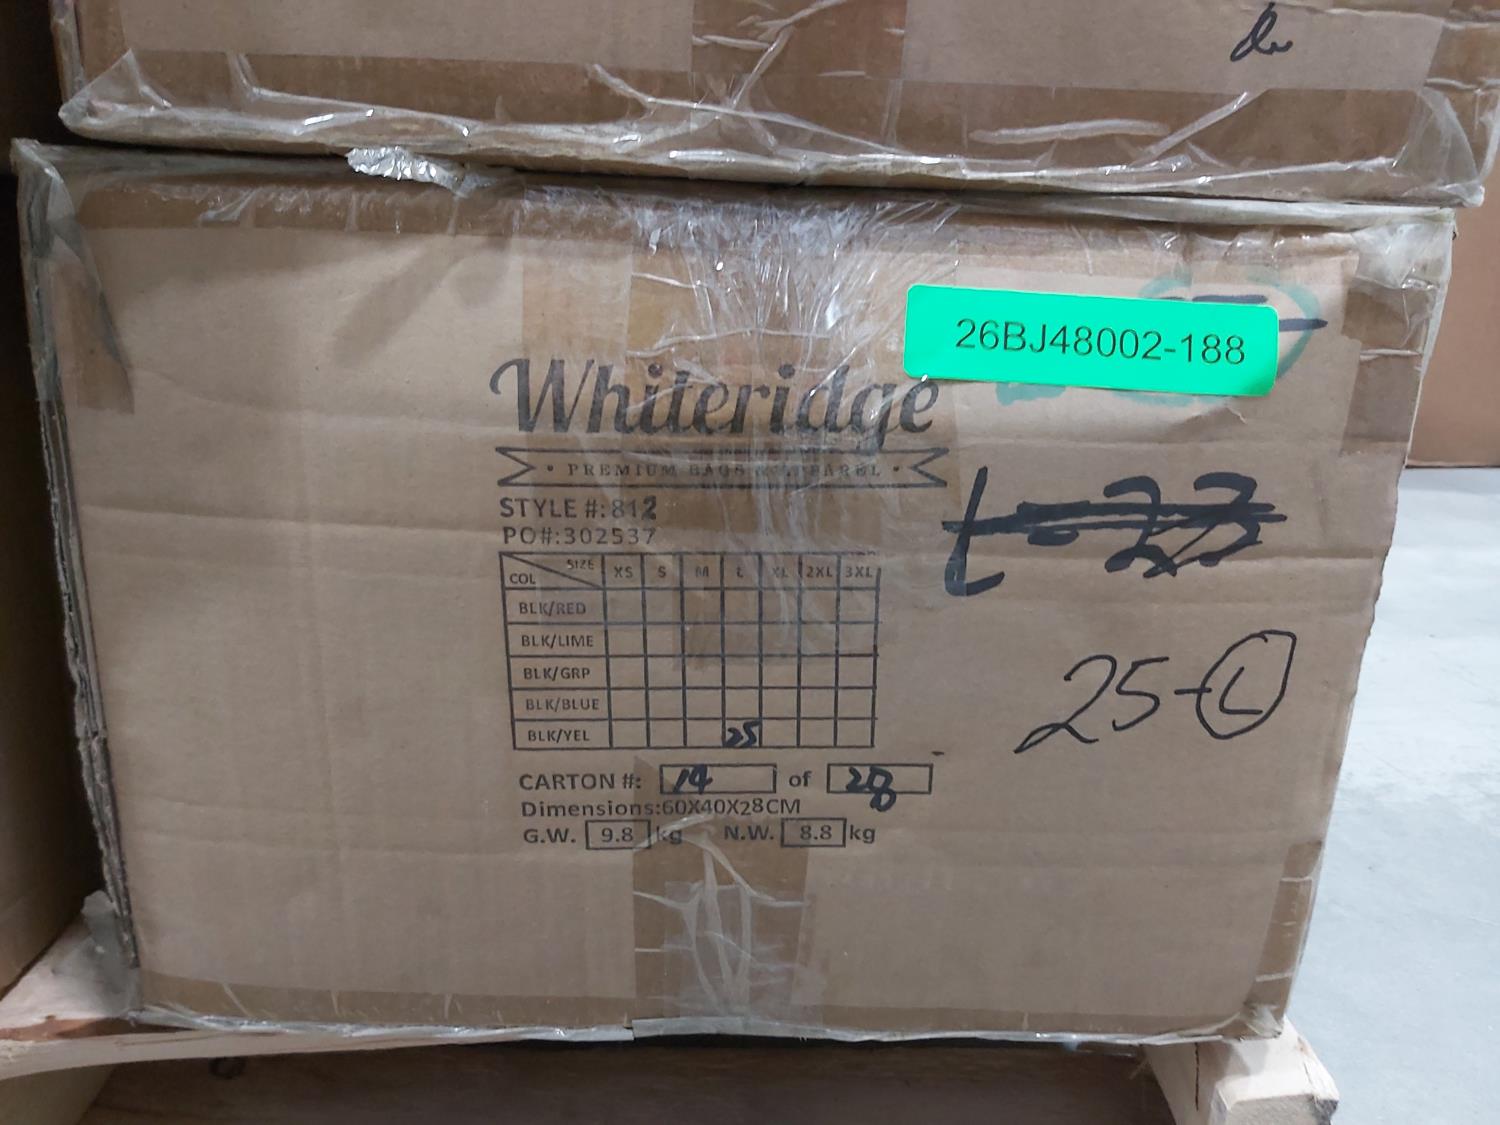 26BJ48002-188
Whiteridge
• PREMIUM BAGS & APPAREL •
STYLE #:812
PO#:302537
SIZE COL XS S M L XL 2XL 3XL
BLK/RED
BLK/LIME
BLK/GRP
BLK/BLUE
BLK/YEL 25
25-L
CARTON #: 14 of 28
Dimensions:60X40X28CM
G.W. 9.8 kg N.W. 8.8 kg